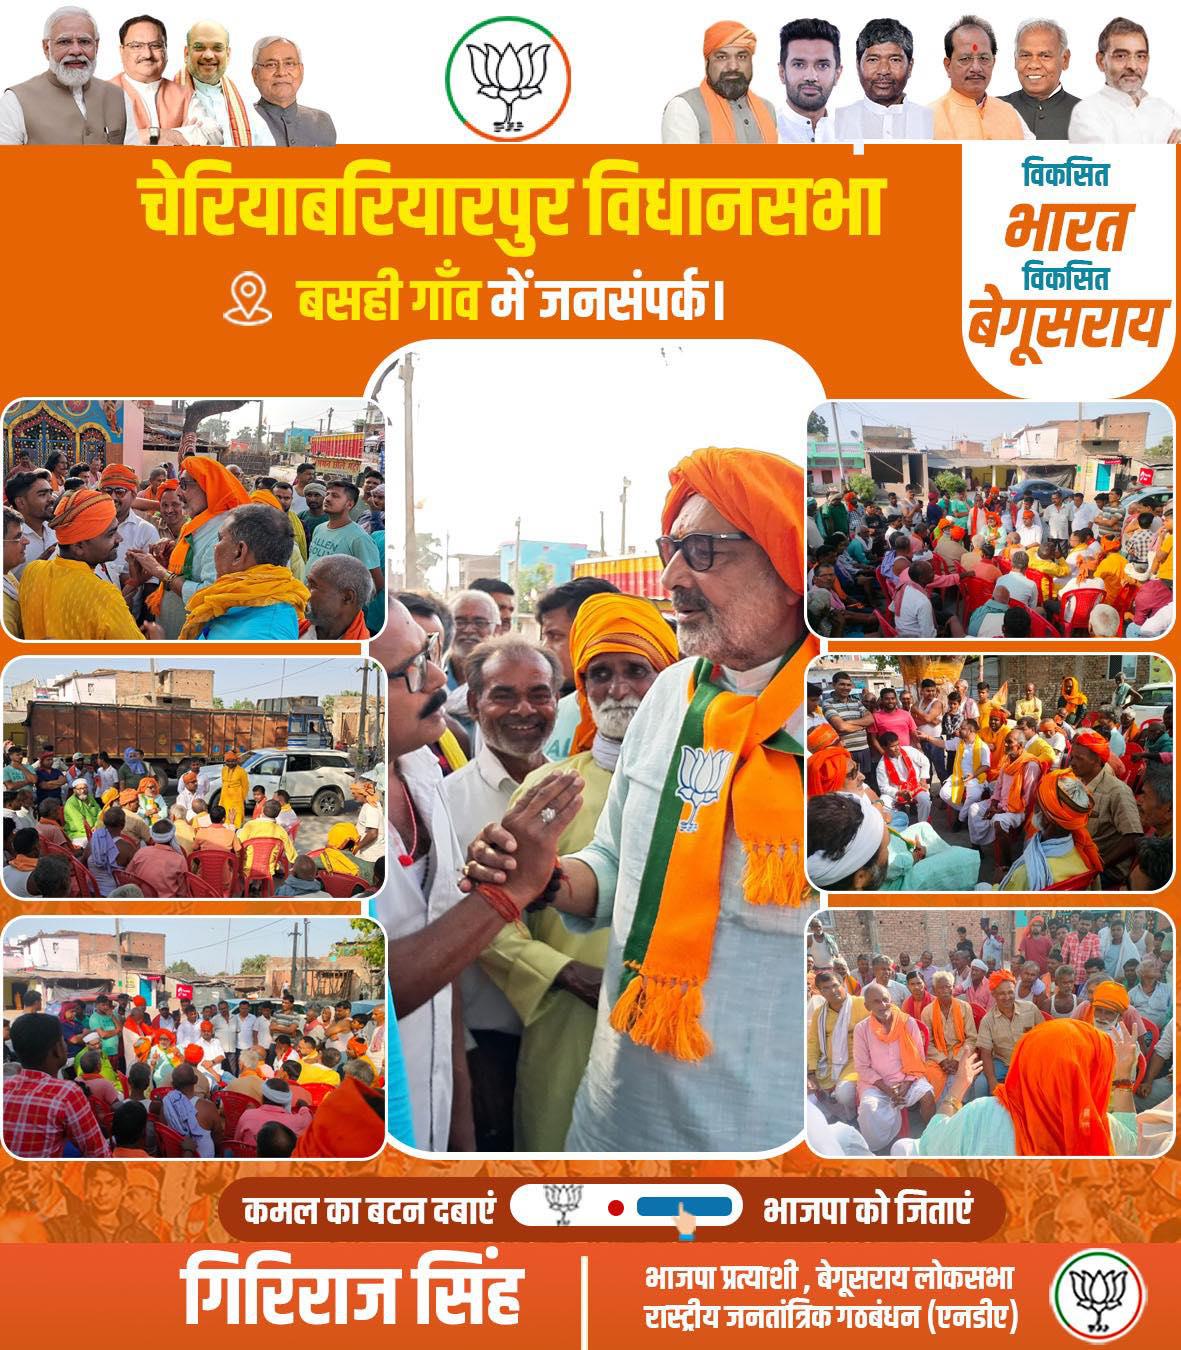 चेरियाबरियारपुर विधानसभा
बसही गाँव में जनसंपर्क।
विकसित
भारत
विकसित
बेगूसराय
कमल का बटन दबाएं
भाजपा को जिताएं
गिरिराज सिंह
भाजपा प्रत्याशी , बेगूसराय लोकसभा
रास्ट्रीय जनतांत्रिक गठबंधन (एनडीए)